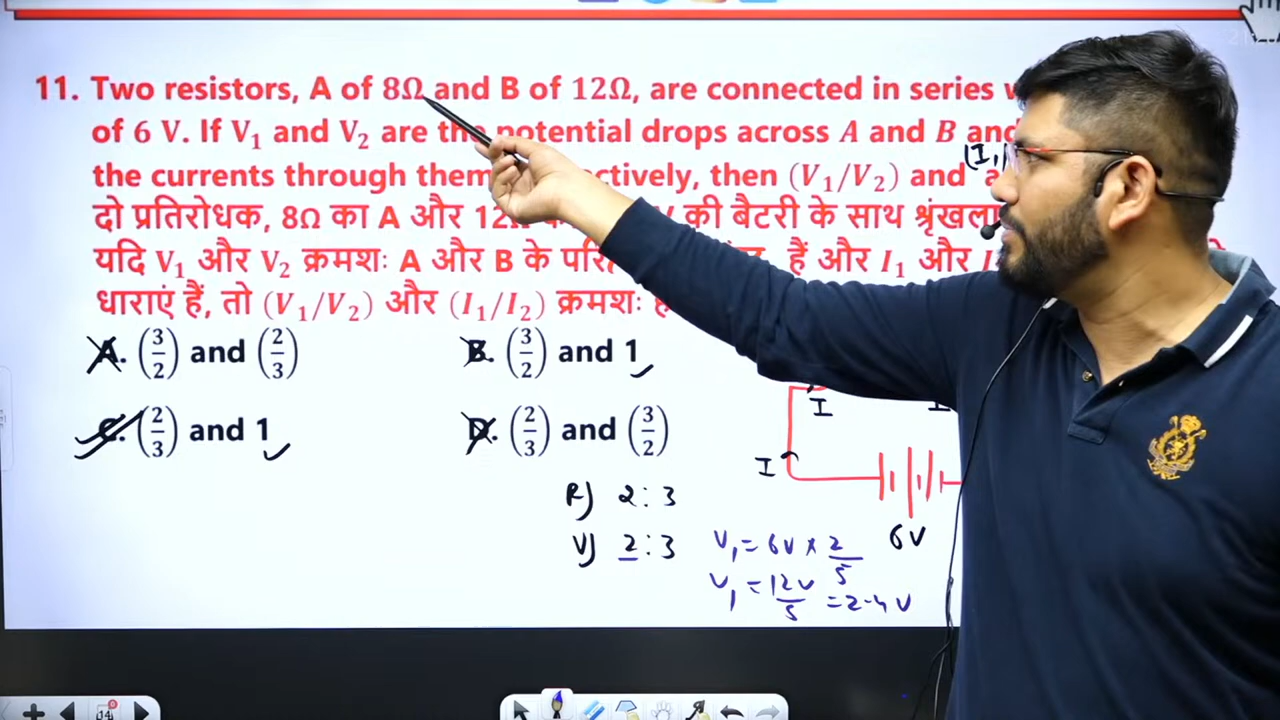 11. Two resistors, A of 8Ω and B of 12Ω, are connected in series
of 6 V. If V₁ and V₂ are the potential drops across A and B and
(I₁)
the currents through them then (V₁/V₂) and
दो प्रतिरोधक, 8Ω का A और 12Ω की बैटरी के साथ
यदि V₁ और V₂ क्रमशः A और B के हैं और I₁ और
धाराएं हैं, तो (V₁/V₂) और (I₁/I₂) क्रमशः
A. (3/2) and (2/3) B. (3/2) and 1
C. (2/3) and 1 D. (2/3) and (3/2)
I I
I
R) 2:3
V) 2:3
6V
V₁ = 6V × 2/5
V₁ = 12V/5 = 2.4V
14